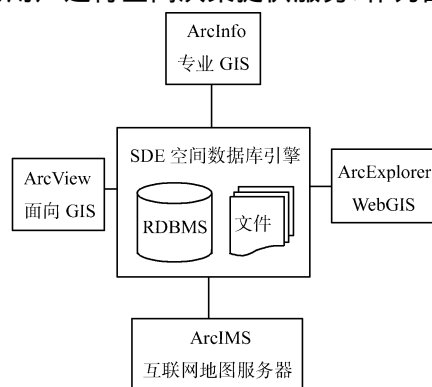 ArcInfo
专业 GIS
SDE 空间数据库引擎
ArcView
面向 GIS
RDBMS
文件
ArcExplorer
WebGIS
ArcIMS
互联网地图服务器